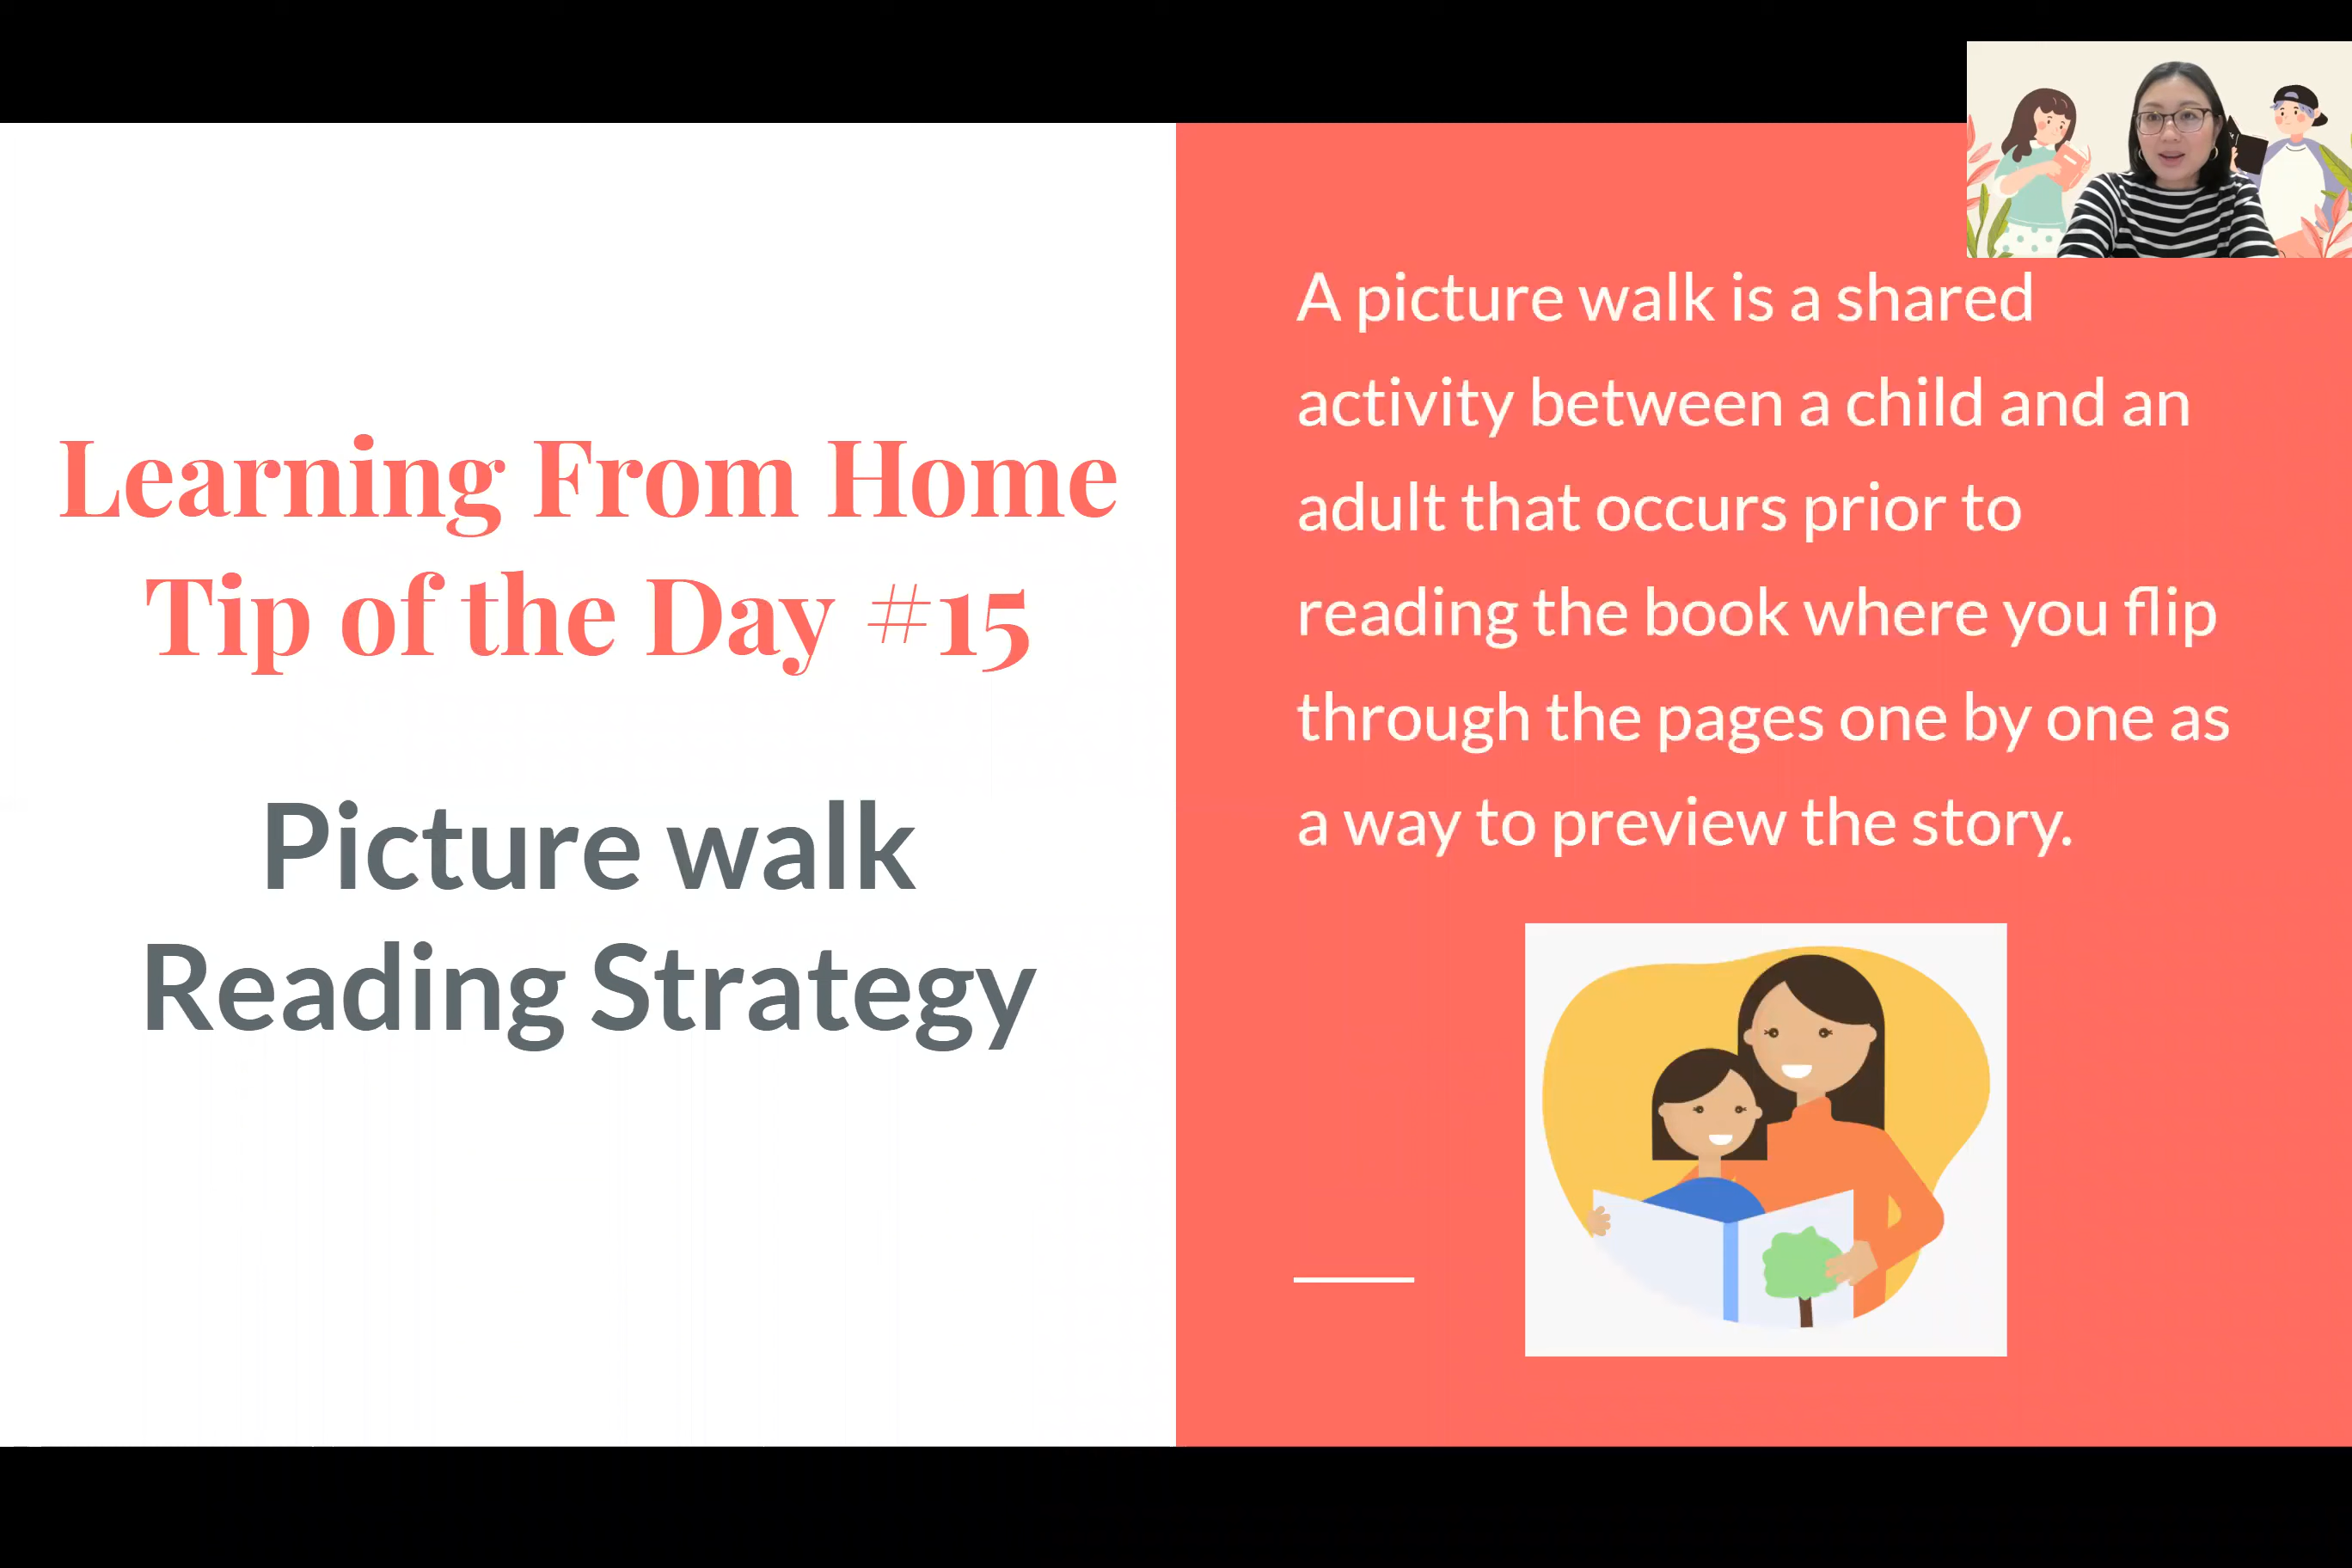 Learning From Home
Tip of the Day #15
Picture walk
Reading Strategy
A picture walk is a shared
activity between a child and an
adult that occurs prior to
reading the book where you flip
through the pages one by one as
a way to preview the story.